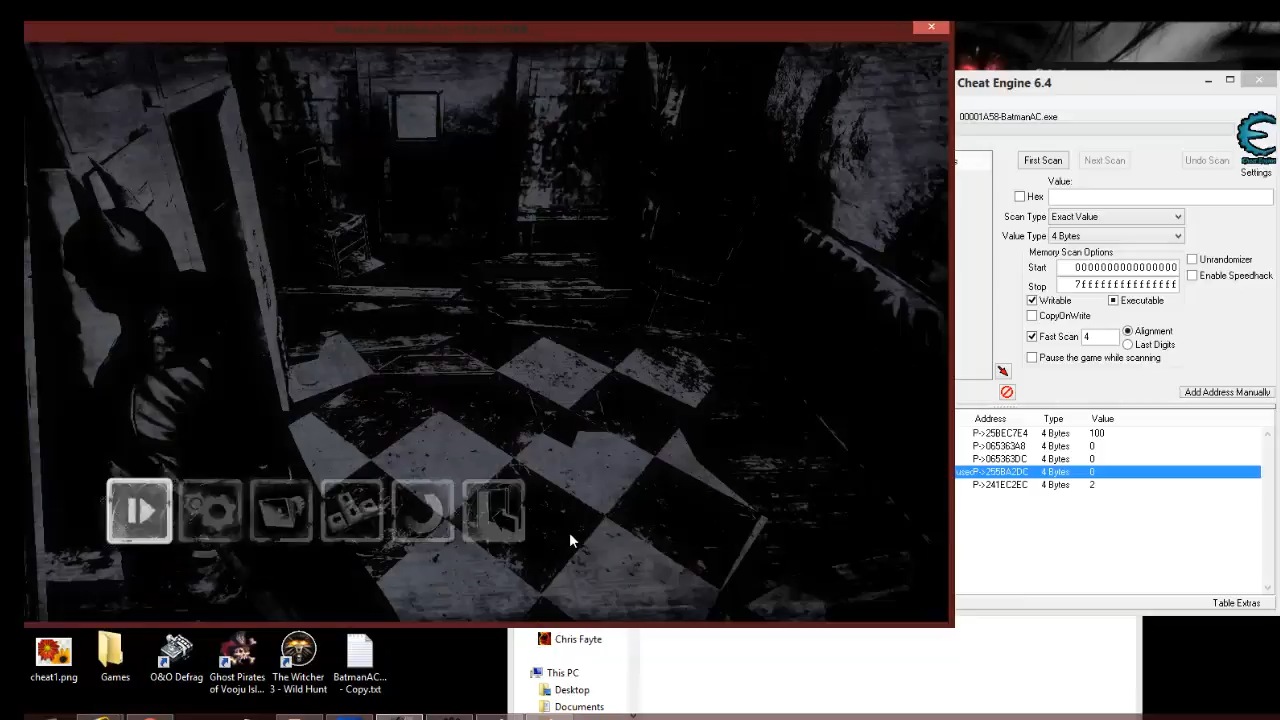 Cheat Engine 6.4
00001A58-BatmanAC.exe
First Scan Next Scan Undo Scan
Settings
Value:
Hex
Scan Type Exact Value
Value Type 4 Bytes
Memory Scan Options
Start 0000000000000000
Stop 7fffffffffffffff
Unrandomizer
Enable Speedhack
Writable Executable
CopyOnWrite
Fast Scan 4 Alignment
Last Digits
Pause the game while scanning
Add Address Manually
Address Type Value
P->25BEC7E4 4 Bytes 100
P->065363A8 4 Bytes 0
P->065363DC 4 Bytes 0
P->255BA2DC 4 Bytes 0
P->241EC2EC 4 Bytes 2
Table Extras
cheat1.png
Games
O&O Defrag
Ghost Pirates
of Vooju Isl...
The Witcher
3 - Wild Hunt
BatmanAC...
- Copy.txt
Chris Fayte
This PC
Desktop
Documents